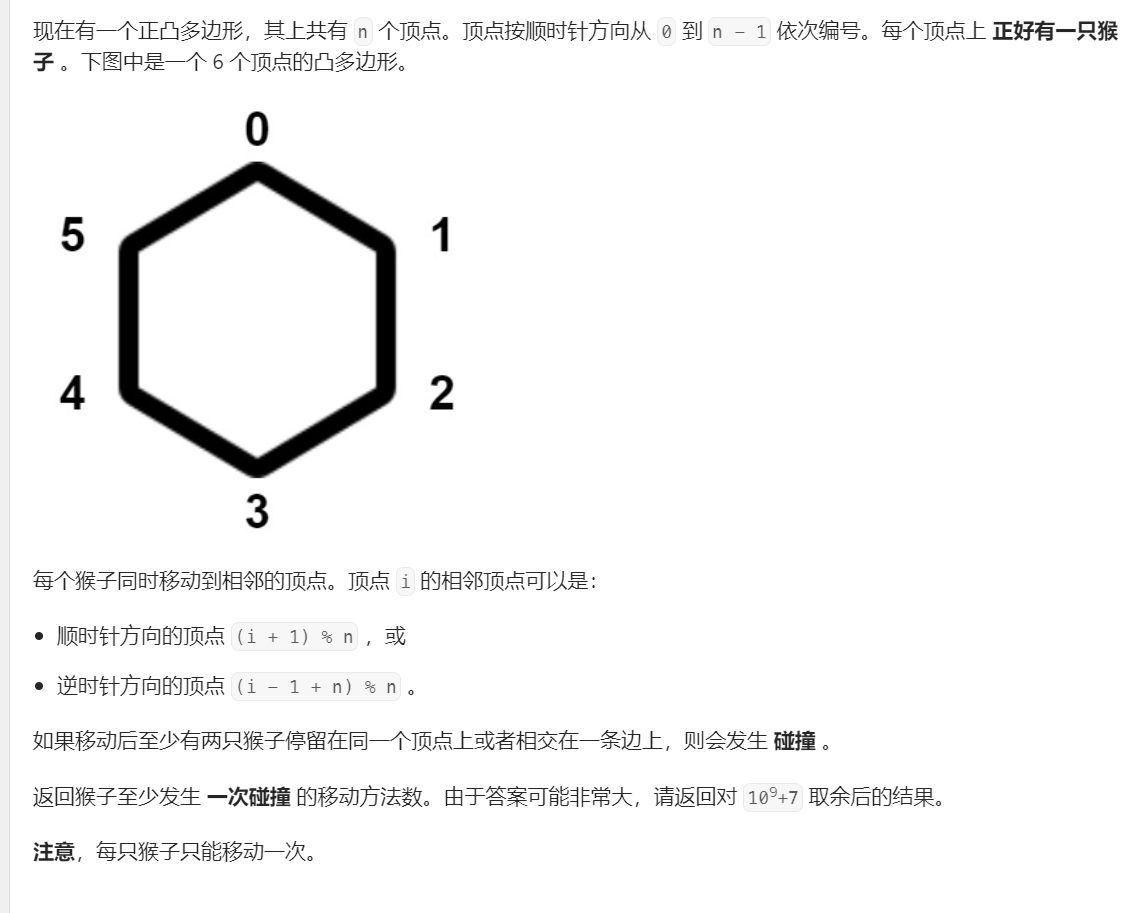 现在有一个正凸多边形，其上共有 n 个顶点。顶点按顺时针方向从 0 到 n - 1 依次编号。每个顶点上 正好有一只猴
子 。下图中是一个 6 个顶点的凸多边形。
0
5
1
4
2
3
每个猴子同时移动到相邻的顶点。顶点 i 的相邻顶点可以是：
• 顺时针方向的顶点 (i + 1) % n ，或
• 逆时针方向的顶点 (i - 1 + n) % n 。
如果移动后至少有两只猴子停留在同一个顶点上或者相交在一条边上，则会发生 碰撞 。
返回猴子至少发生 一次碰撞 的移动方法数。由于答案可能非常大，请返回对 10⁹+7 取余后的结果。
注意，每只猴子只能移动一次。